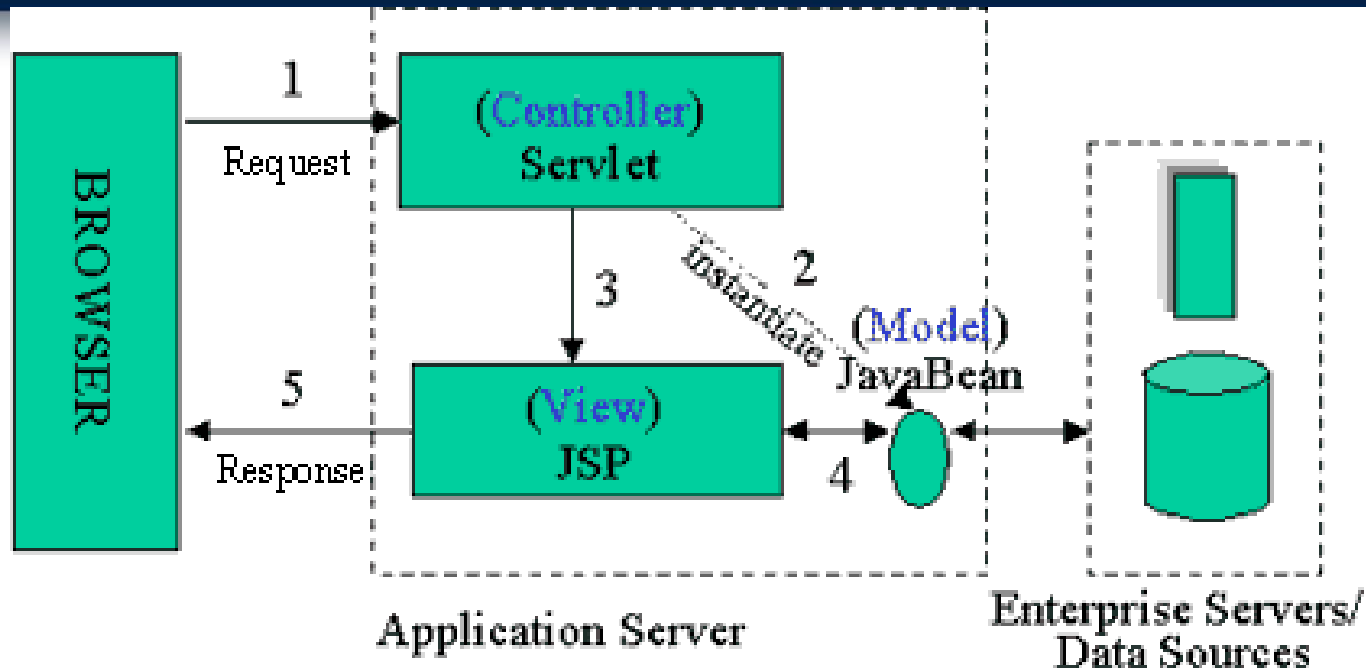 BROWSER
1
Request
(Controller)
Servlet
2
instantiate
3
(Model)
JavaBean
5
Response
(View)
JSP
4
Application Server
Enterprise Servers/
Data Sources